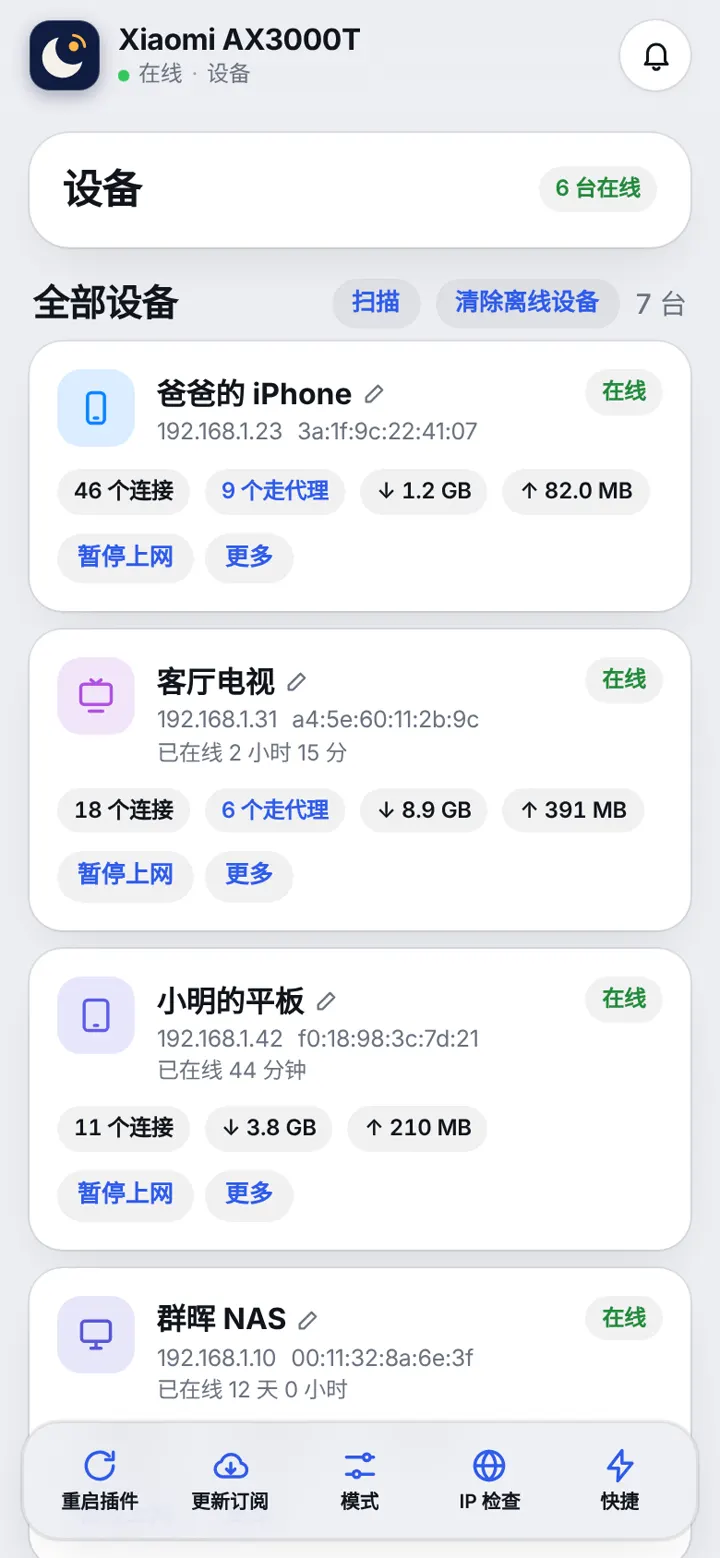 Xiaomi AX3000T
在线 · 设备
设备
6 台在线
全部设备
扫描
清除离线设备
7 台
爸爸的 iPhone
在线
192.168.1.23 3a:1f:9c:22:41:07
46 个连接
9 个走代理
↓ 1.2 GB
↑ 82.0 MB
暂停上网
更多
客厅电视
在线
192.168.1.31 a4:5e:60:11:2b:9c
已在线 2 小时 15 分
18 个连接
6 个走代理
↓ 8.9 GB
↑ 391 MB
暂停上网
更多
小明的平板
在线
192.168.1.42 f0:18:98:3c:7d:21
已在线 44 分钟
11 个连接
↓ 3.8 GB
↑ 210 MB
暂停上网
更多
群晖 NAS
在线
192.168.1.10 00:11:32:8a:6e:3f
已在线 12 天 0 小时
重启插件
更新订阅
模式
IP 检查
快捷